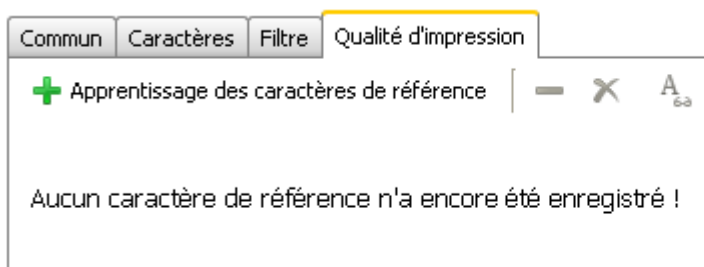 Commun Caractères Filtre Qualité d'impression
Apprentissage des caractères de référence
Aucun caractère de référence n'a encore été enregistré !